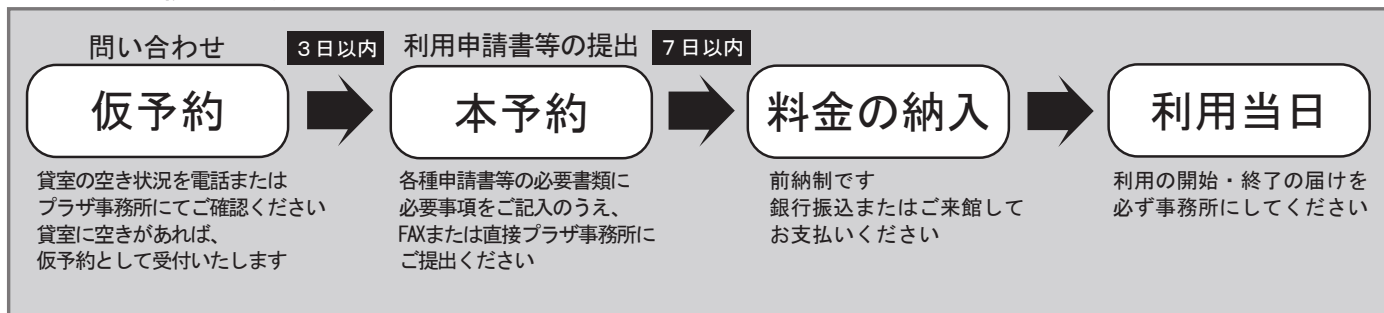 問い合わせ
3日以内
利用申請書等の提出
7日以内
仮予約
本予約
料金の納入
利用当日
貸室の空き状況を電話または
プラザ事務所にてご確認ください
貸室に空きがあれば、
仮予約として受付いたします
各種申請書等の必要書類に
必要事項をご記入のうえ、
FAXまたは直接プラザ事務所に
ご提出ください
前納制です
銀行振込またはご来館して
お支払いください
利用の開始・終了の届けを
必ず事務所にしてください